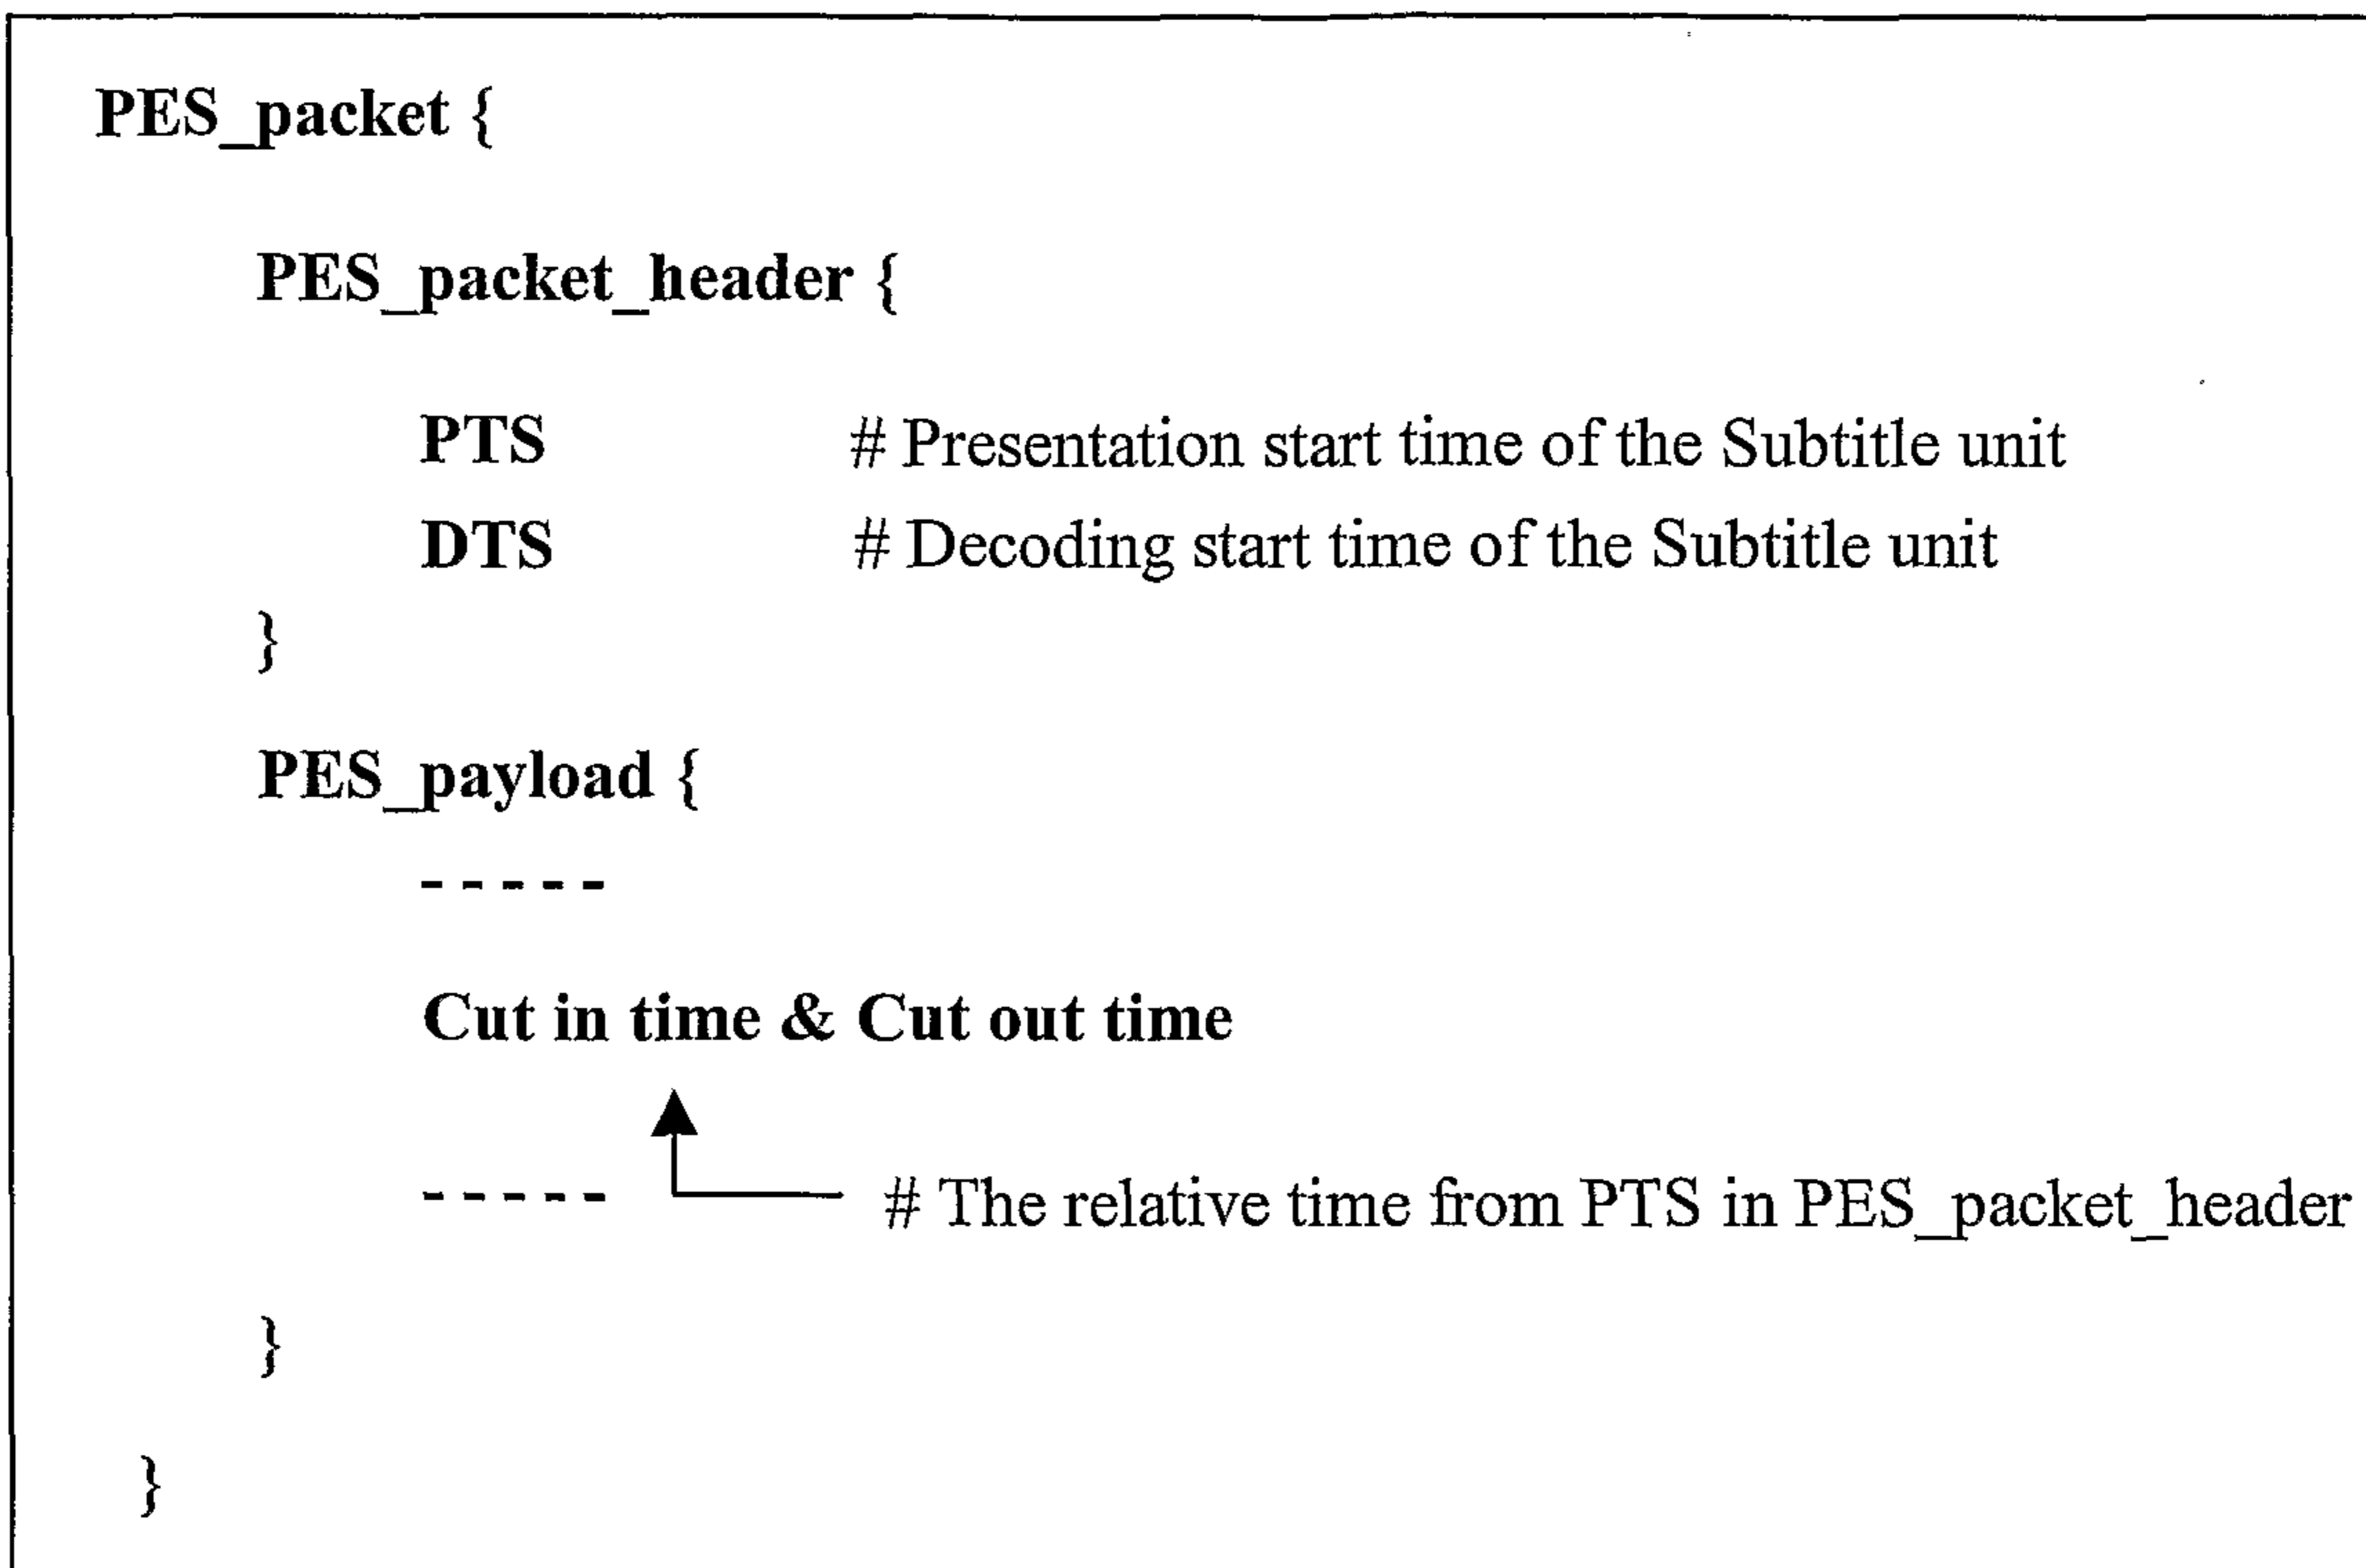 PES_packet {
PES_packet_header {
PTS # Presentation start time of the Subtitle unit
DTS # Decoding start time of the Subtitle unit
}
PES_payload {
- - - - -
Cut in time & Cut out time
- - - - - # The relative time from PTS in PES_packet_header
}
}